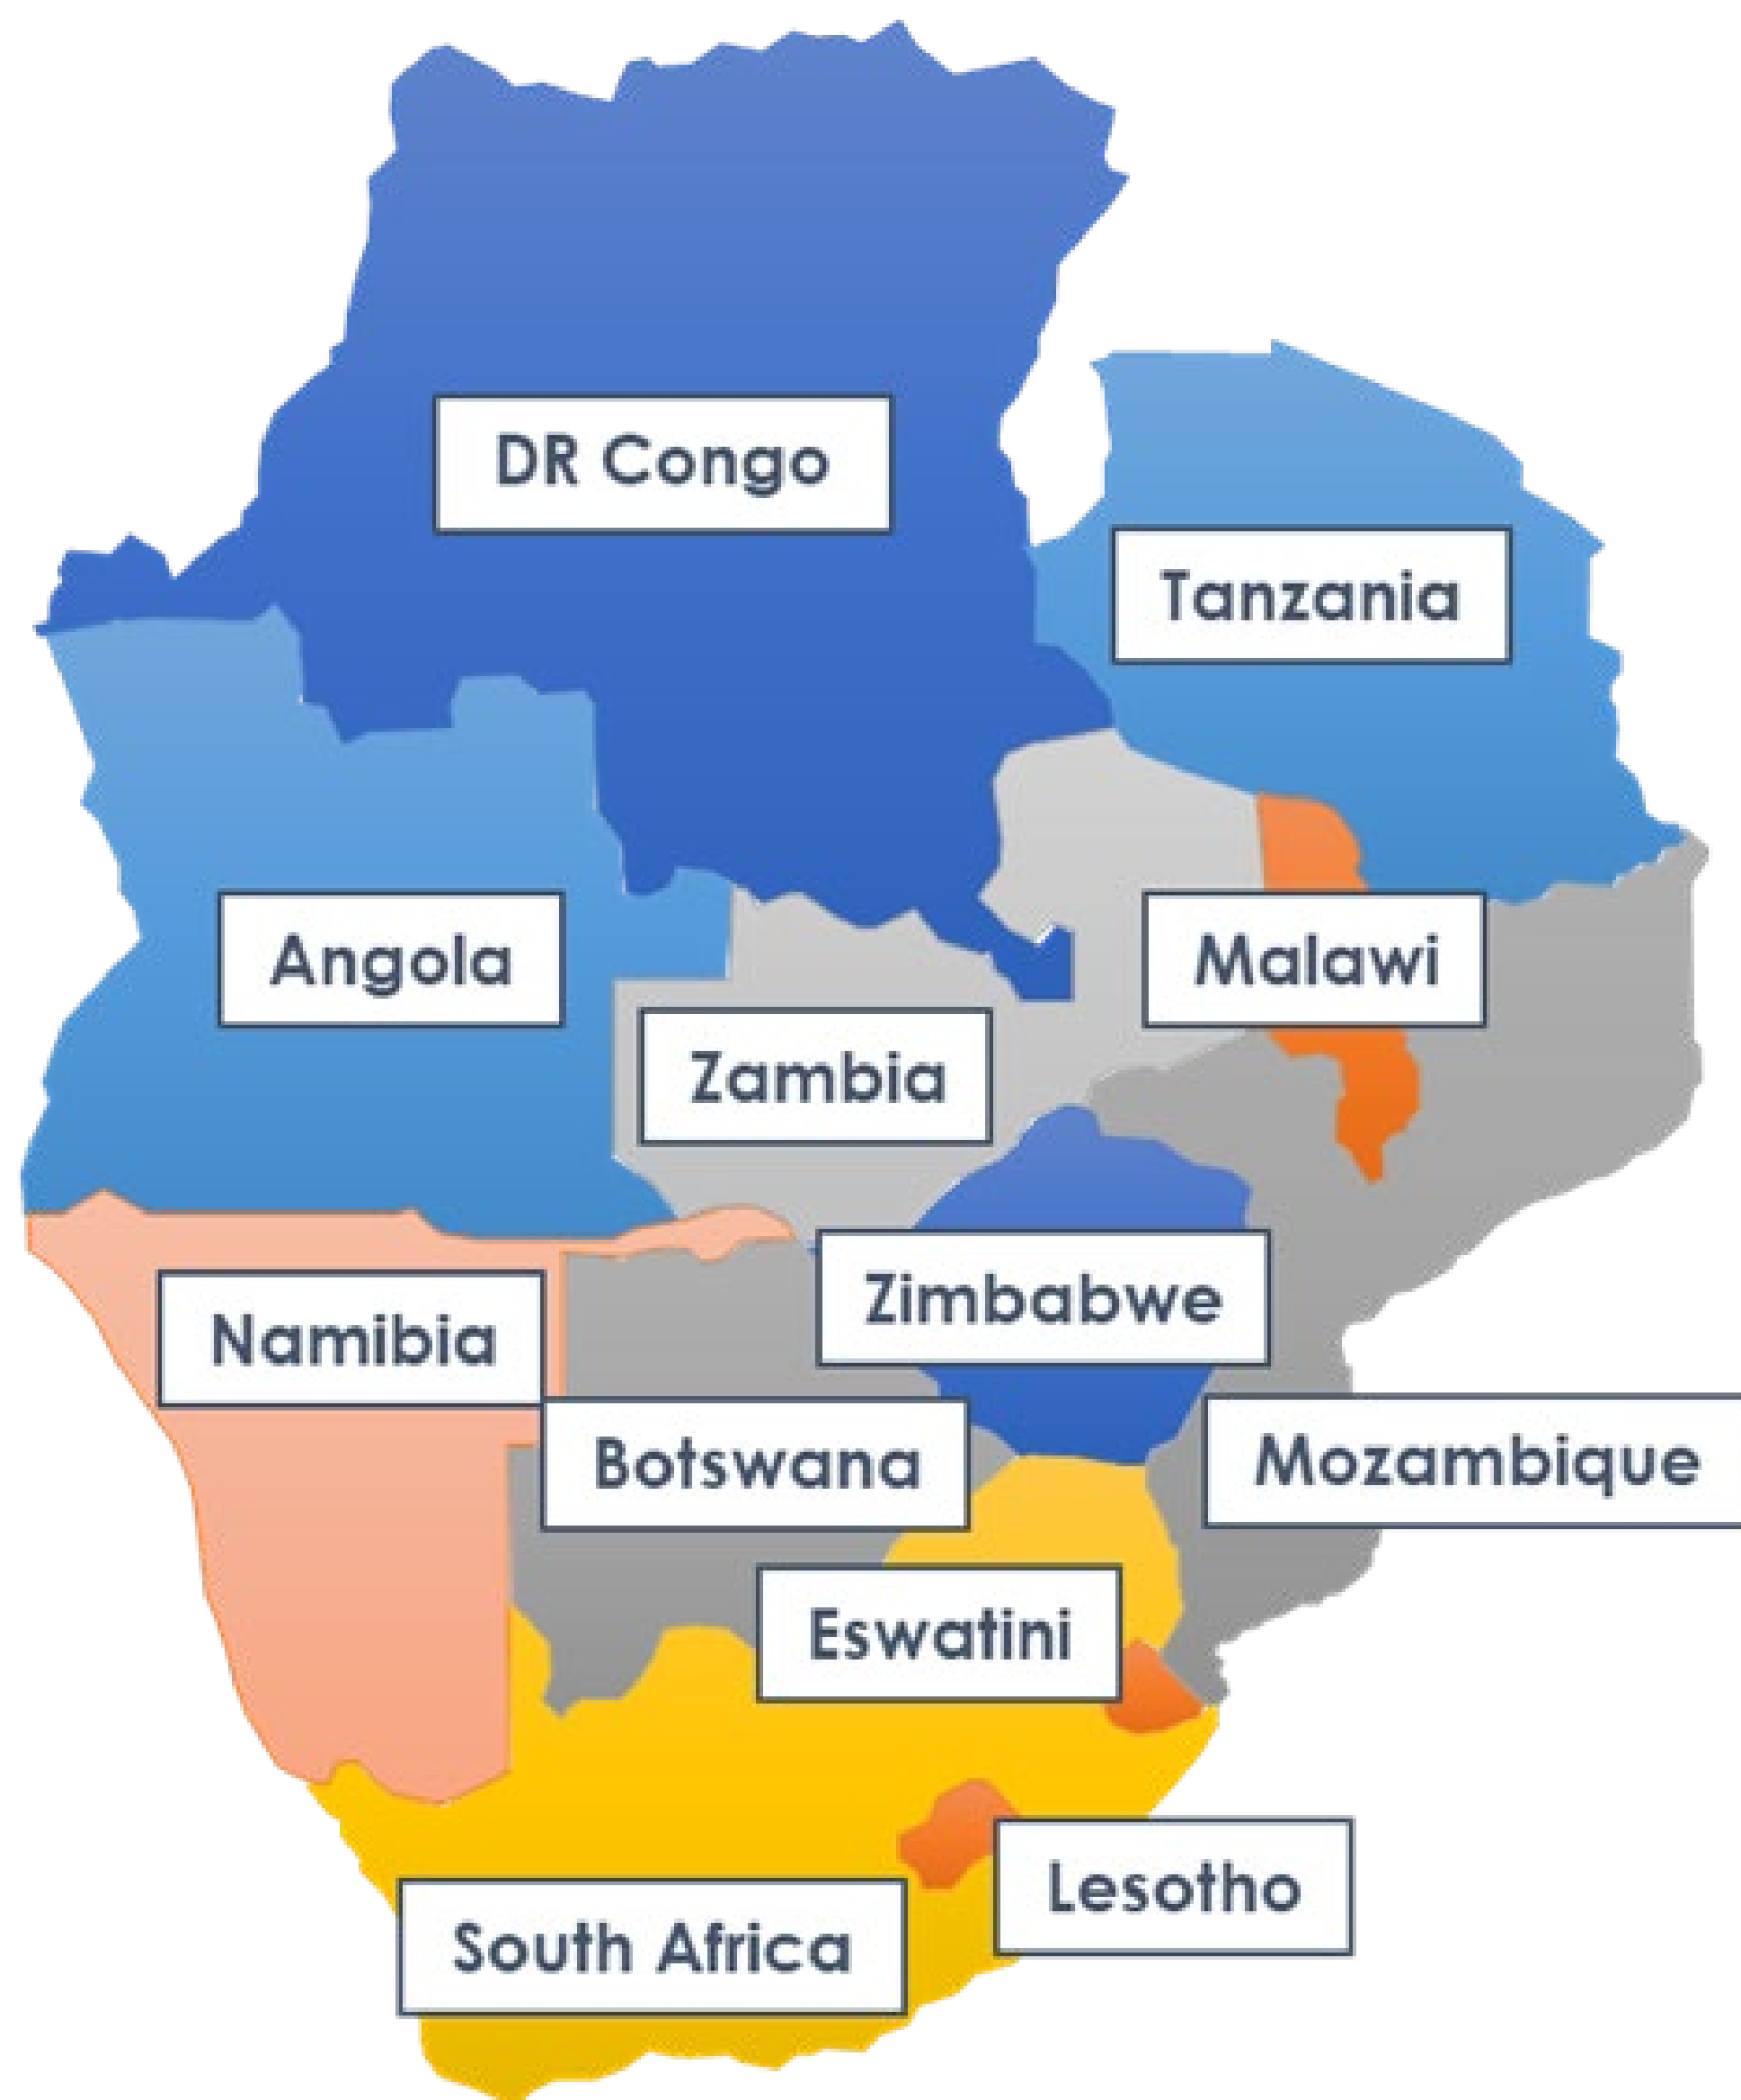 DR Congo
Tanzania
Angola
Malawi
Zambia
Zimbabwe
Namibia
Botswana
Mozambique
Eswatini
Lesotho
South Africa